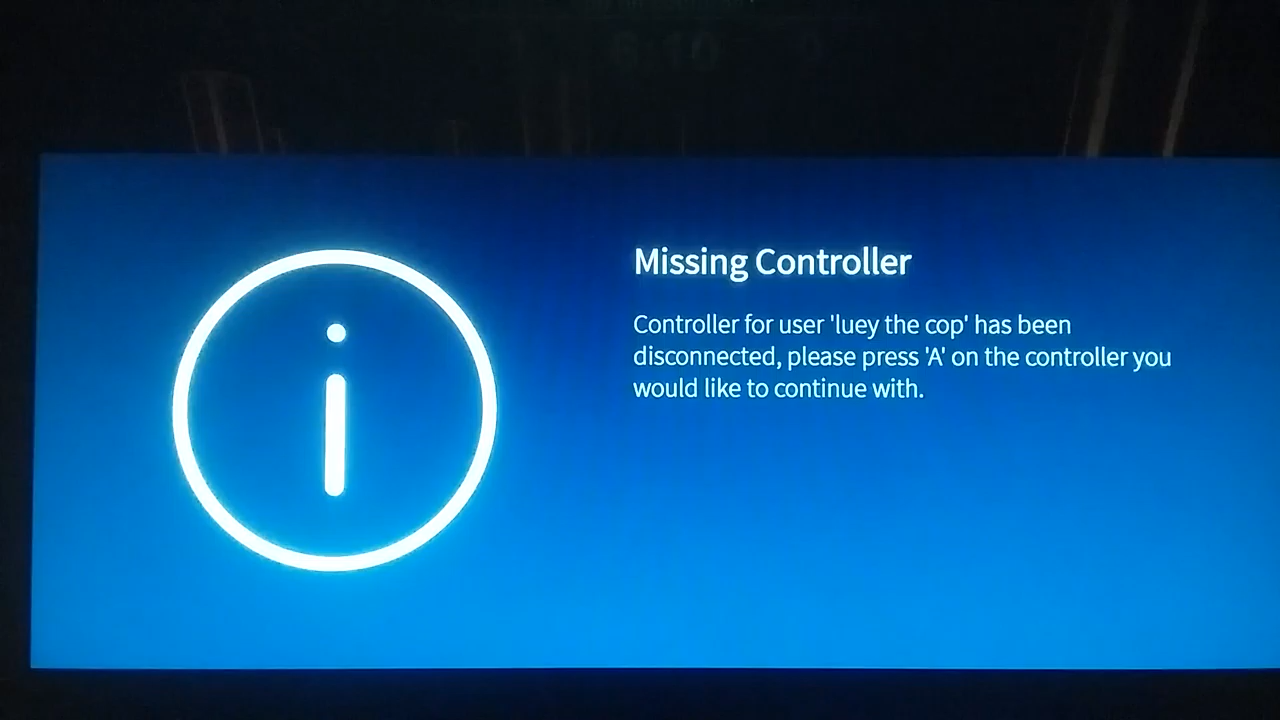 Missing Controller
Controller for user 'luey the cop' has been
disconnected, please press 'A' on the controller you
would like to continue with.